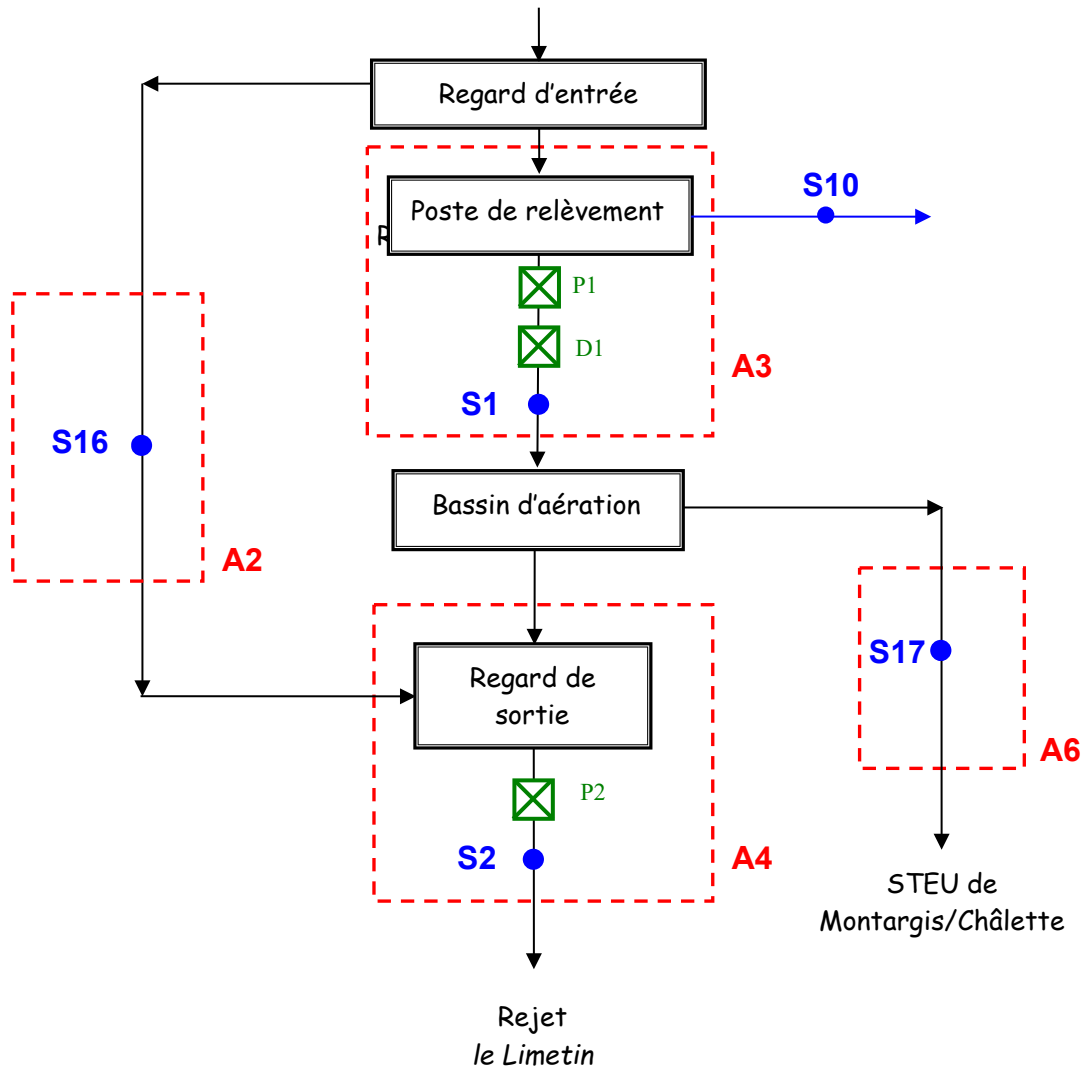 Regard d'entrée
S10
Poste de relèvement
R
P1
D1
A3
S1
S16
Bassin d'aération
A2
S17
Regard de
sortie
A6
P2
S2
A4
STEU de
Montargis/Châlette
Rejet
le Limetin